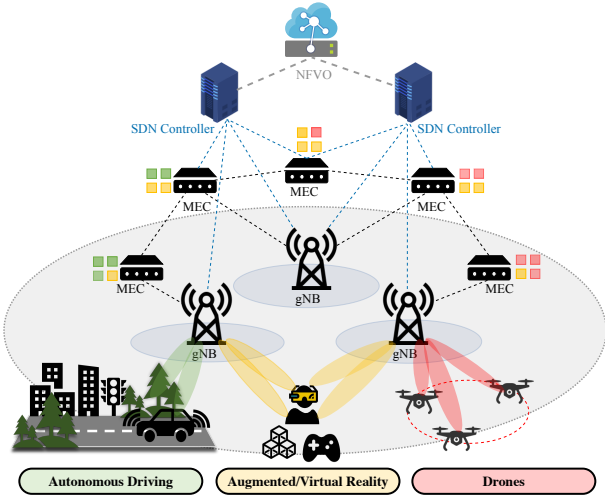 NFVO
SDN Controller
SDN Controller
MEC
MEC
MEC
MEC
MEC
gNB
gNB
gNB
Autonomous Driving
Augmented/Virtual Reality
Drones